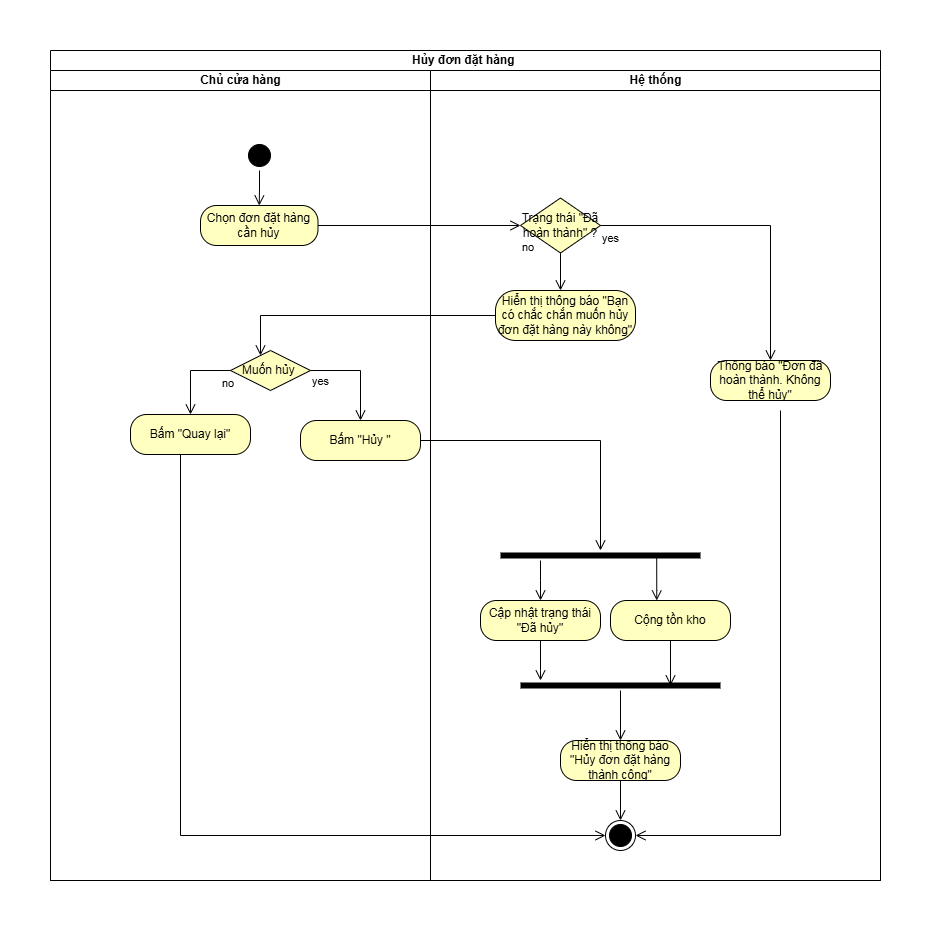 Hủy đơn đặt hàng
Chủ cửa hàng
Hệ thống
Chọn đơn đặt hàng
cần hủy
Trạng thái "Đã
hoàn thành" ?
no
yes
Hiển thị thông báo "Bạn
có chắc chắn muốn hủy
đơn đặt hàng này không"
Muốn hủy
no
yes
Thông báo "Đơn đã
hoàn thành. Không
thể hủy"
Bấm "Quay lại"
Bấm "Hủy "
Cập nhật trạng thái
"Đã hủy"
Cộng tồn kho
Hiển thị thông báo
"Hủy đơn đặt hàng
thành công"